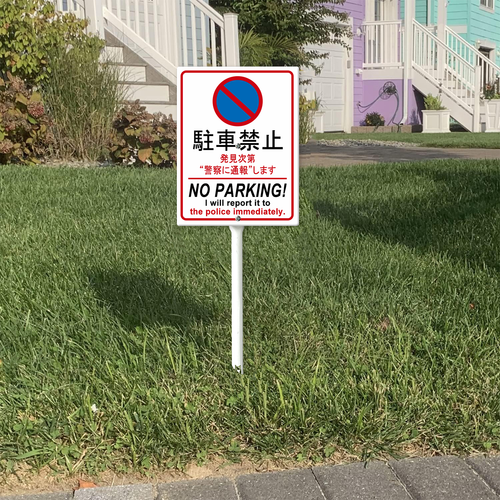 駐車禁止
発見次第
“警察に通報”します
NO PARKING!
I will report it to
the police immediately.